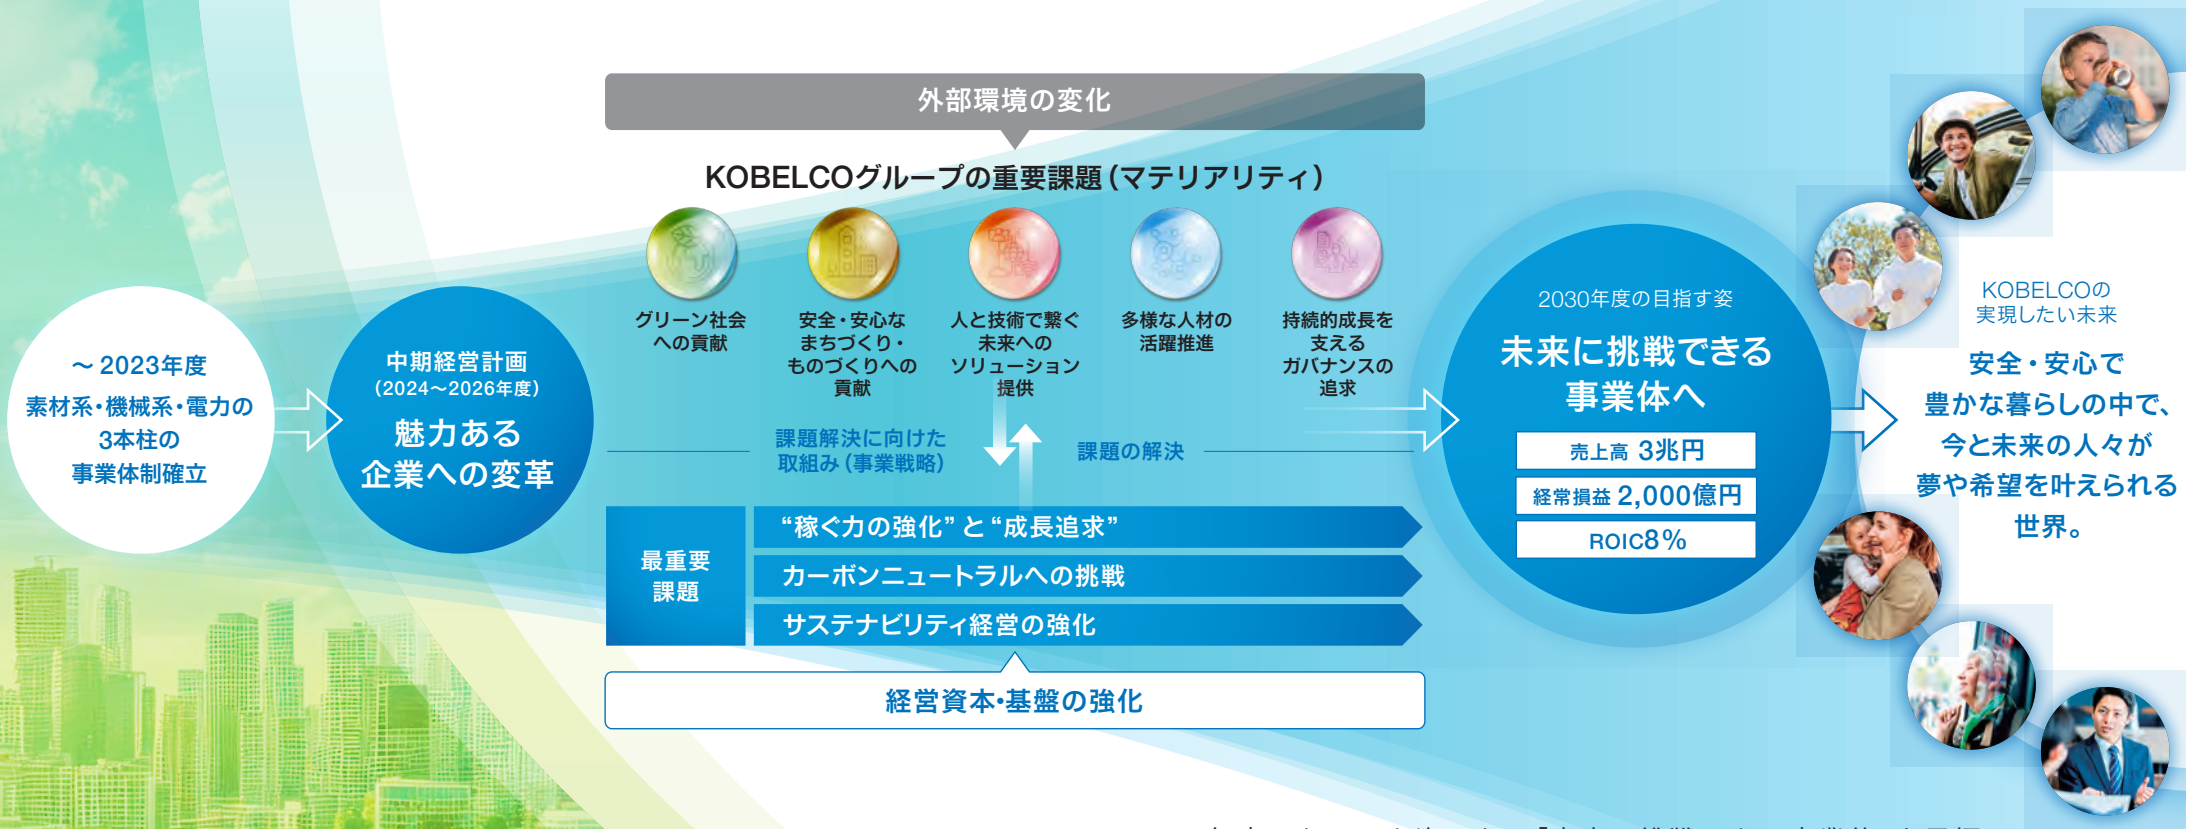 外部環境の変化
KOBELCOグループの重要課題（マテリアリティ）
グリーン社会
への貢献
安全・安心な
まちづくり・
ものづくりへの
貢献
人と技術で繋ぐ
未来への
ソリューション
提供
多様な人材の
活躍推進
持続的成長を
支える
ガバナンスの
追求
～2023年度
素材系・機械系・電力の
3本柱の
事業体制確立
中期経営計画
（2024～2026年度）
魅力ある
企業への変革
課題解決に向けた
取組み（事業戦略）
課題の解決
最重要
課題
“稼ぐ力の強化”と“成長追求”
カーボンニュートラルへの挑戦
サステナビリティ経営の強化
経営資本・基盤の強化
2030年度の目指す姿
未来に挑戦できる
事業体へ
売上高 3兆円
経常損益 2,000億円
ROIC8%
KOBELCOの
実現したい未来
安全・安心で
豊かな暮らしの中で、
今と未来の人々が
夢や希望を叶えられる
世界。